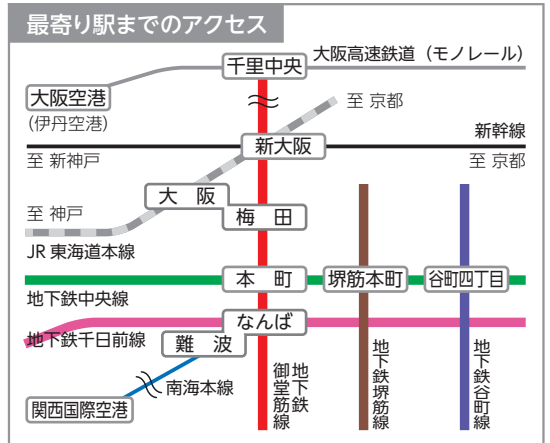 最寄り駅までのアクセス
千里中央
大阪高速鉄道（モノレール）
大阪空港
(伊丹空港)
至 京都
新大阪
新幹線
至 新神戸
至 京都
大 阪
至 神戸
梅 田
JR 東海道本線
本 町
堺筋本町
谷町四丁目
地下鉄中央線
なんば
地下鉄千日前線
難 波
南海本線
関西国際空港
地下鉄
御堂筋線
地下鉄堺筋線
地下鉄谷町線